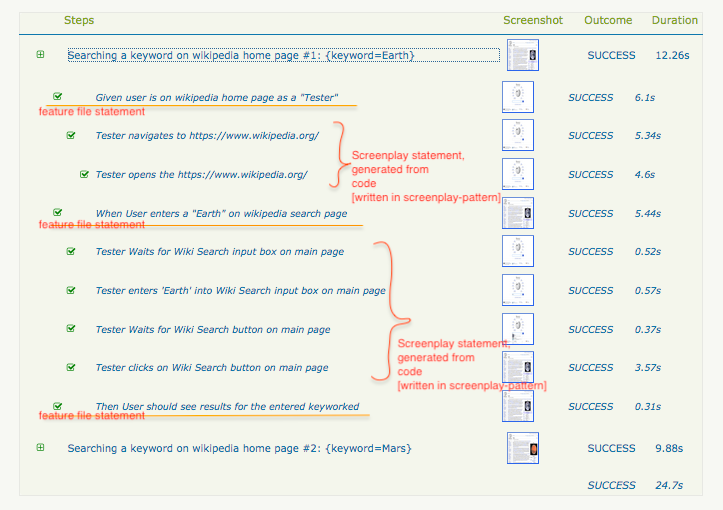 Steps Screenshot Outcome Duration
Searching a keyword on wikipedia home page #1: {keyword=Earth} SUCCESS 12.26s
Given user is on wikipedia home page as a "Tester" SUCCESS 6.1s
feature file statement
Tester navigates to https://www.wikipedia.org/ SUCCESS 5.34s
Screenplay statement,
generated from
code
[written in screenplay-pattern]
Tester opens the https://www.wikipedia.org/ SUCCESS 4.6s
When User enters a "Earth" on wikipedia search page SUCCESS 5.44s
feature file statement
Tester Waits for Wiki Search input box on main page SUCCESS 0.52s
Tester enters 'Earth' into Wiki Search input box on main page SUCCESS 0.57s
Tester Waits for Wiki Search button on main page SUCCESS 0.37s
Screenplay statement,
generated from
code
[written in screenplay-pattern]
Tester clicks on Wiki Search button on main page SUCCESS 3.57s
Then User should see results for the entered keyworked SUCCESS 0.31s
feature file statement
Searching a keyword on wikipedia home page #2: {keyword=Mars} SUCCESS 9.88s
SUCCESS 24.7s